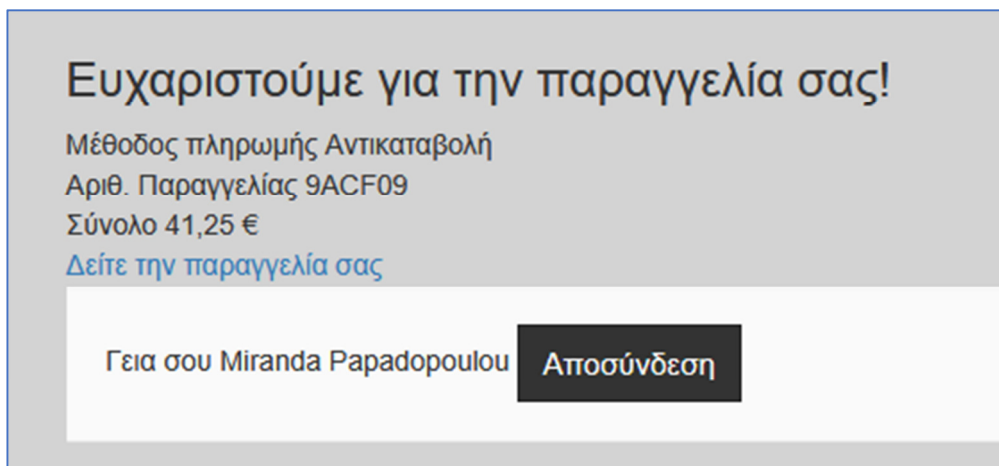 Ευχαριστούμε για την παραγγελία σας!
Μέθοδος πληρωμής Αντικαταβολή
Αριθ. Παραγγελίας 9ACF09
Σύνολο 41,25 €
Δείτε την παραγγελία σας
Γεια σου Miranda Papadopoulou Αποσύνδεση